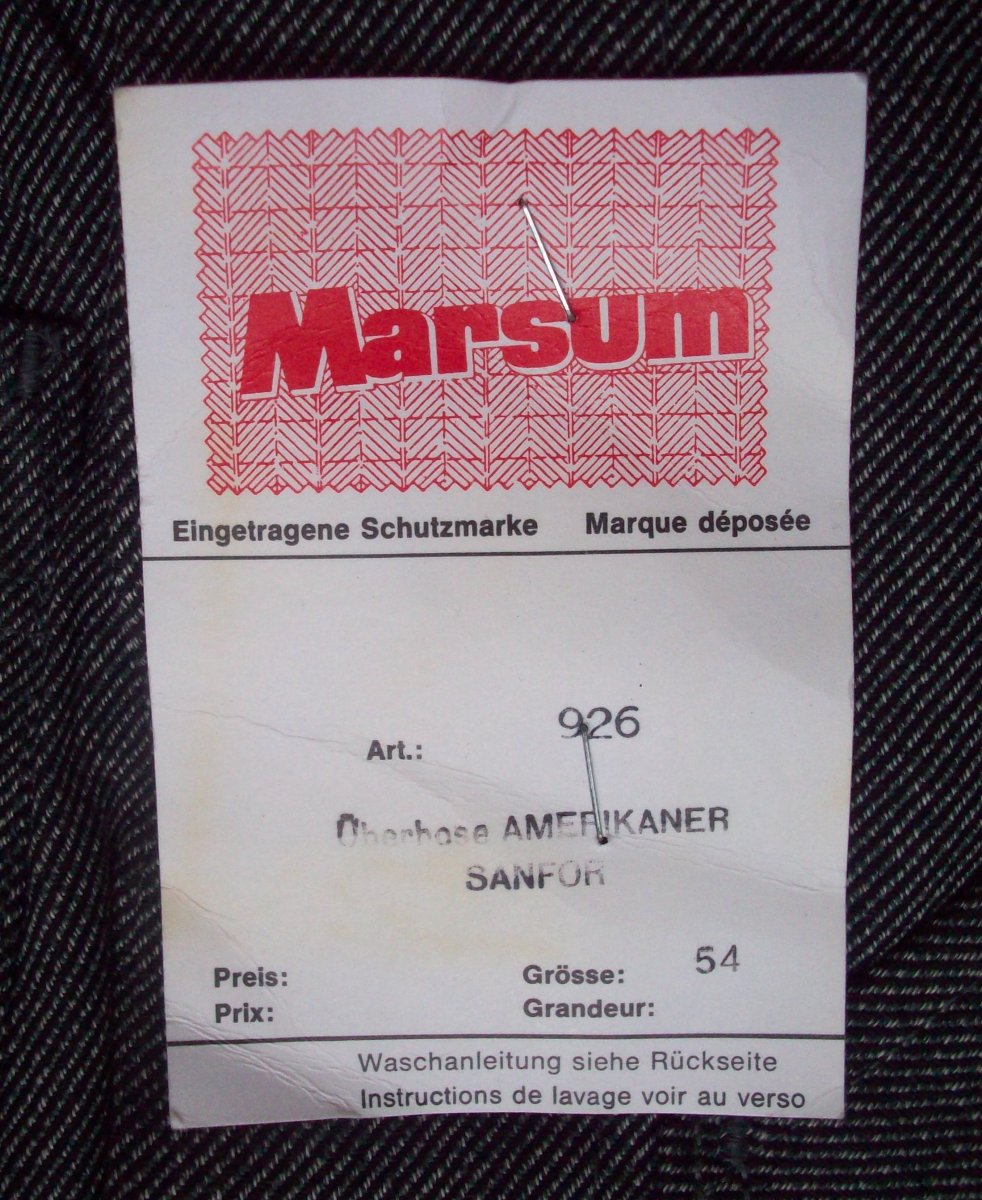 Marsum
Eingetragene Schutzmarke Marque déposée
Art.: 926
Überhose AMERIKANER
SANFOR
Preis: Grösse: 54
Prix: Grandeur:
Waschanleitung siehe Rückseite
Instructions de lavage voir au verso